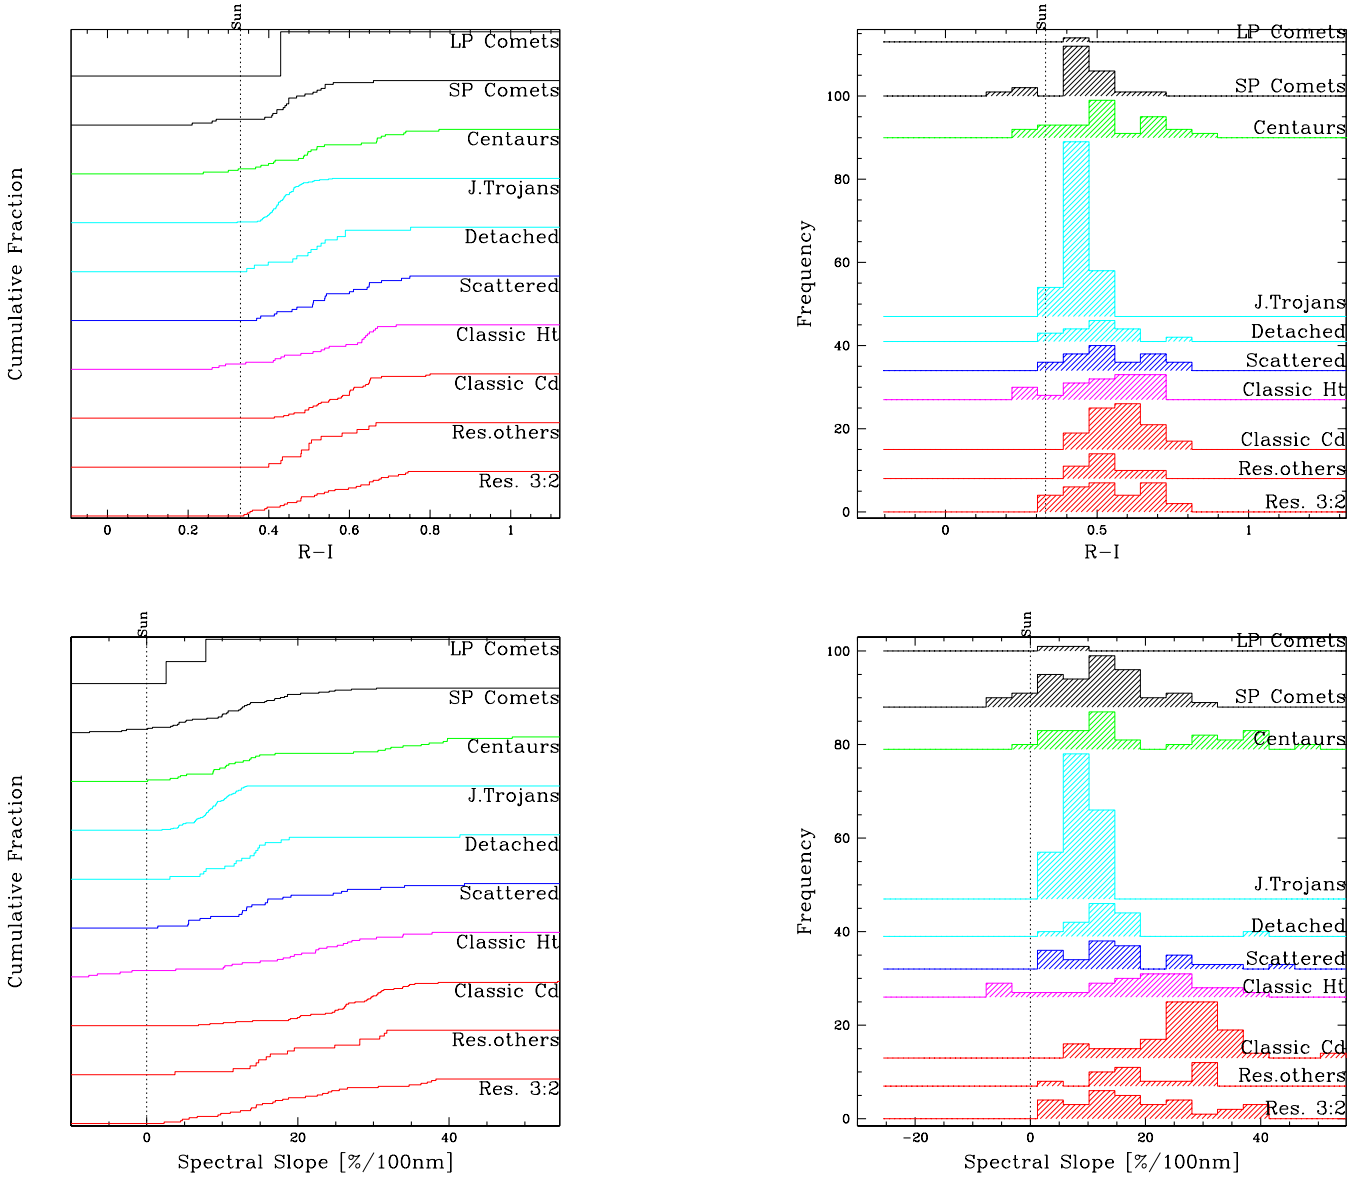 Sun
LP Comets
SP Comets
Centaurs
J.Trojans
Detached
Scattered
Classic Ht
Classic Cd
Res.others
Res. 3:2
Cumulative Fraction
0 0.2 0.4 0.6 0.8 1
R-I
Sun
LP Comets
SP Comets
Centaurs
J.Trojans
Detached
Scattered
Classic Ht
Classic Cd
Res.others
Res. 3:2
Frequency
100
80
60
40
20
0
0 0.5 1
R-I
Sun
LP Comets
SP Comets
Centaurs
J.Trojans
Detached
Scattered
Classic Ht
Classic Cd
Res.others
Res. 3:2
Cumulative Fraction
0 20 40
Spectral Slope [%/100nm]
Sun
LP Comets
SP Comets
Centaurs
J.Trojans
Detached
Scattered
Classic Ht
Classic Cd
Res.others
Res. 3:2
Frequency
100
80
60
40
20
0
-20 0 20 40
Spectral Slope [%/100nm]